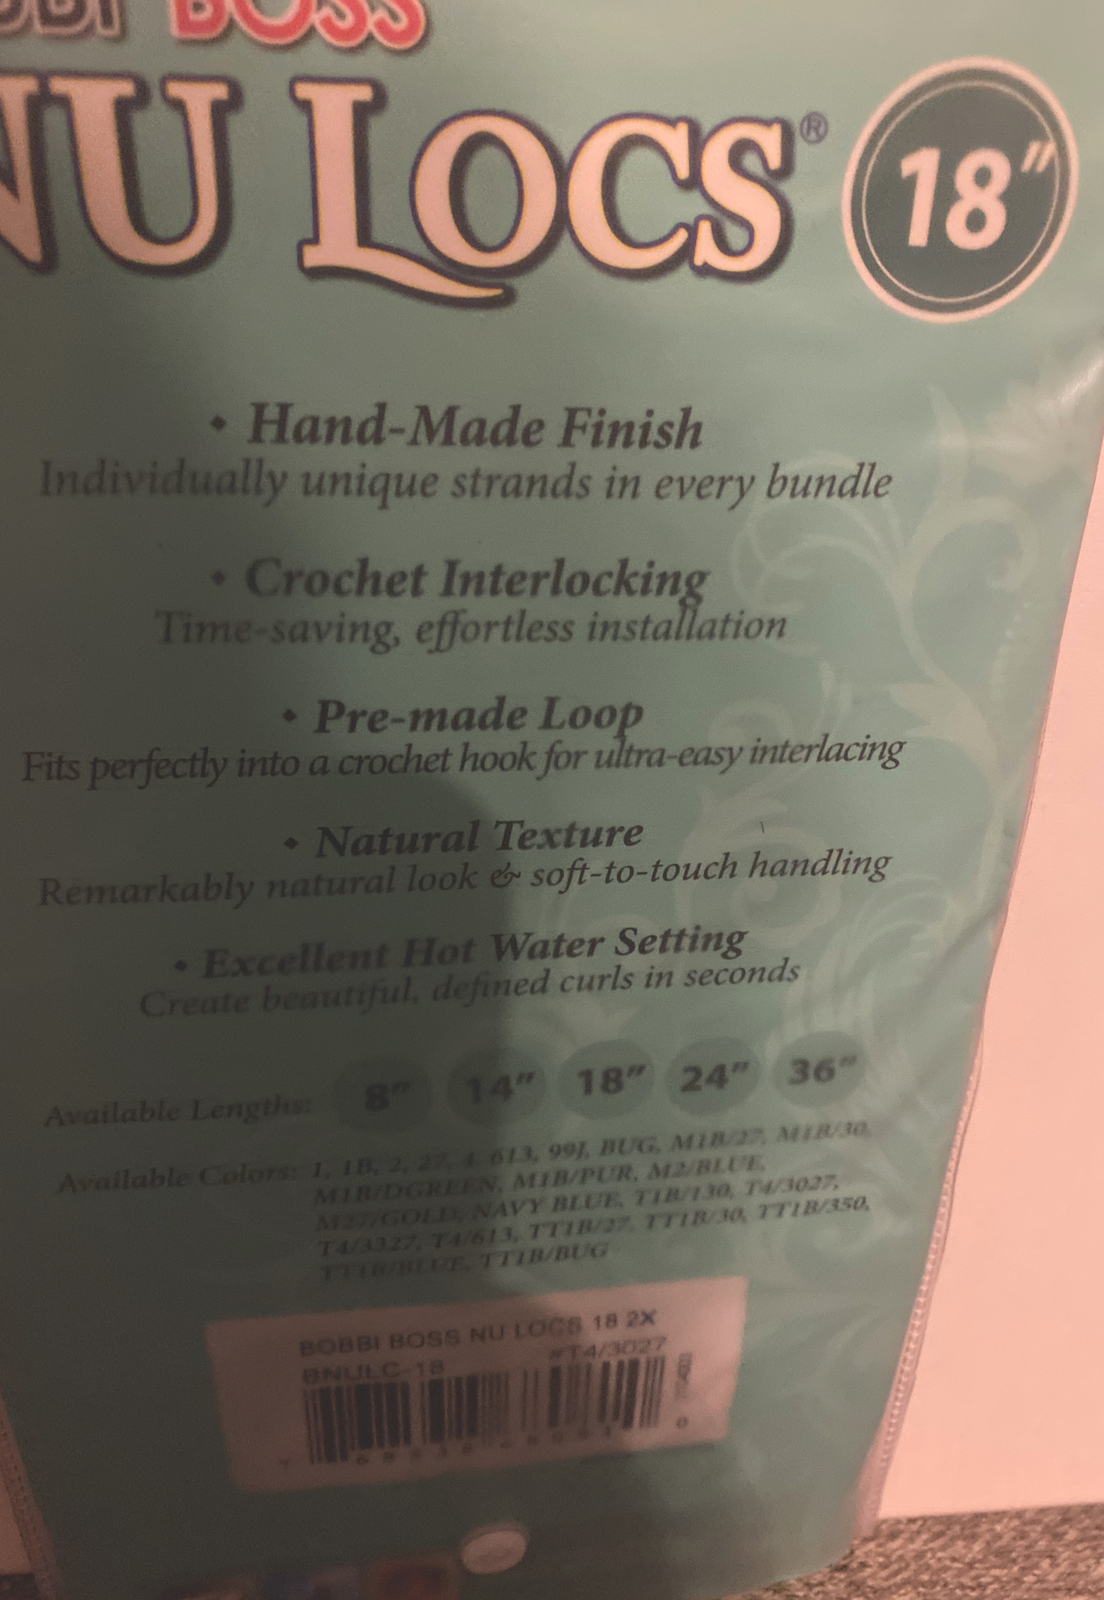 BOSS
NU LOCS®
18"
• Hand-Made Finish
Individually unique strands in every bundle
• Crochet Interlocking
Time-saving, effortless installation
• Pre-made Loop
Fits perfectly into a crochet hook for ultra-easy interlacing
• Natural Texture
Remarkably natural look & soft-to-touch handling
• Excellent Hot Water Setting
Create beautiful, defined curls in seconds
Available Lengths: 8" 14" 18" 24" 36"
Available Colors: 1, 1B, 2, 27, 4, 613, 99J, BUG, M1B/27, M1B/30,
M1B/DGREEN, M1B/PUR, M2/BLUE,
M27/GOLD, NAVY BLUE, T1B/130, T4/3027,
T4/3327, T4/613, TT1B/27, TT1B/30, TT1B/350,
TT1B/BLUE, TT1B/BUG
BOBBI BOSS NU LOCS 18 2X
BNULC-18 #T4/3027